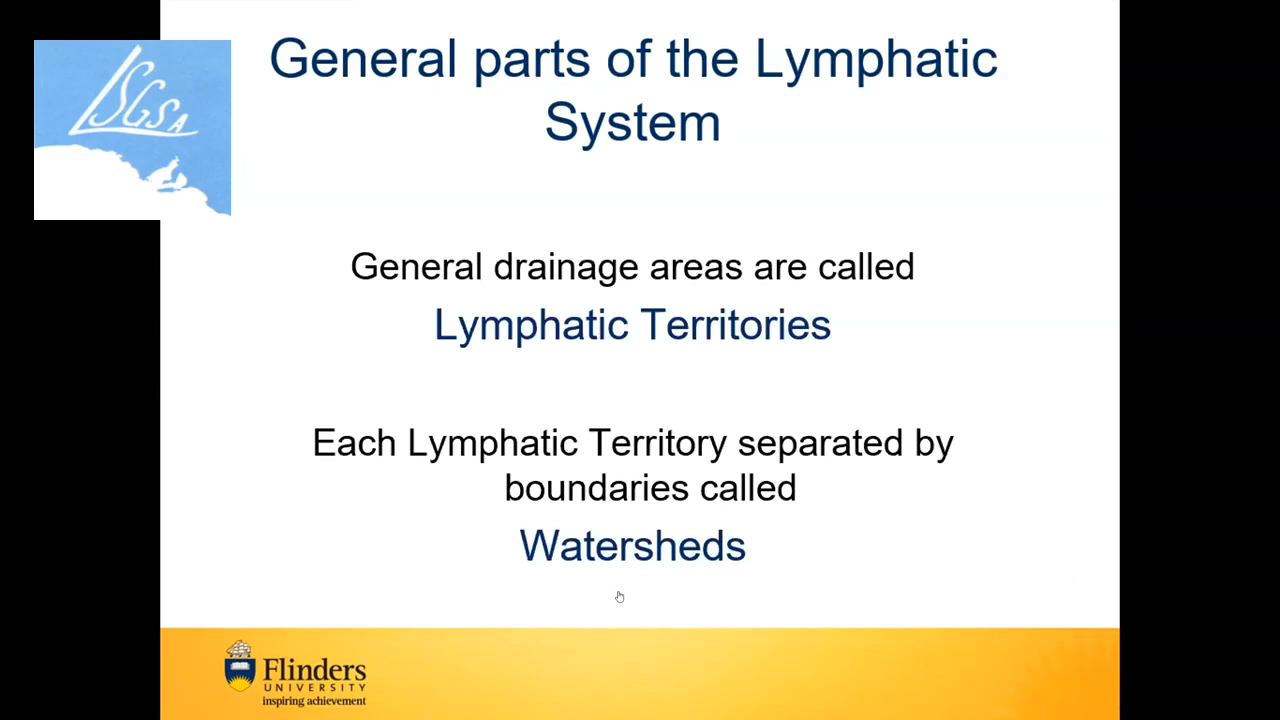 LSGSA
General parts of the Lymphatic
System
General drainage areas are called
Lymphatic Territories
Each Lymphatic Territory separated by
boundaries called
Watersheds
Flinders
UNIVERSITY
inspiring achievement